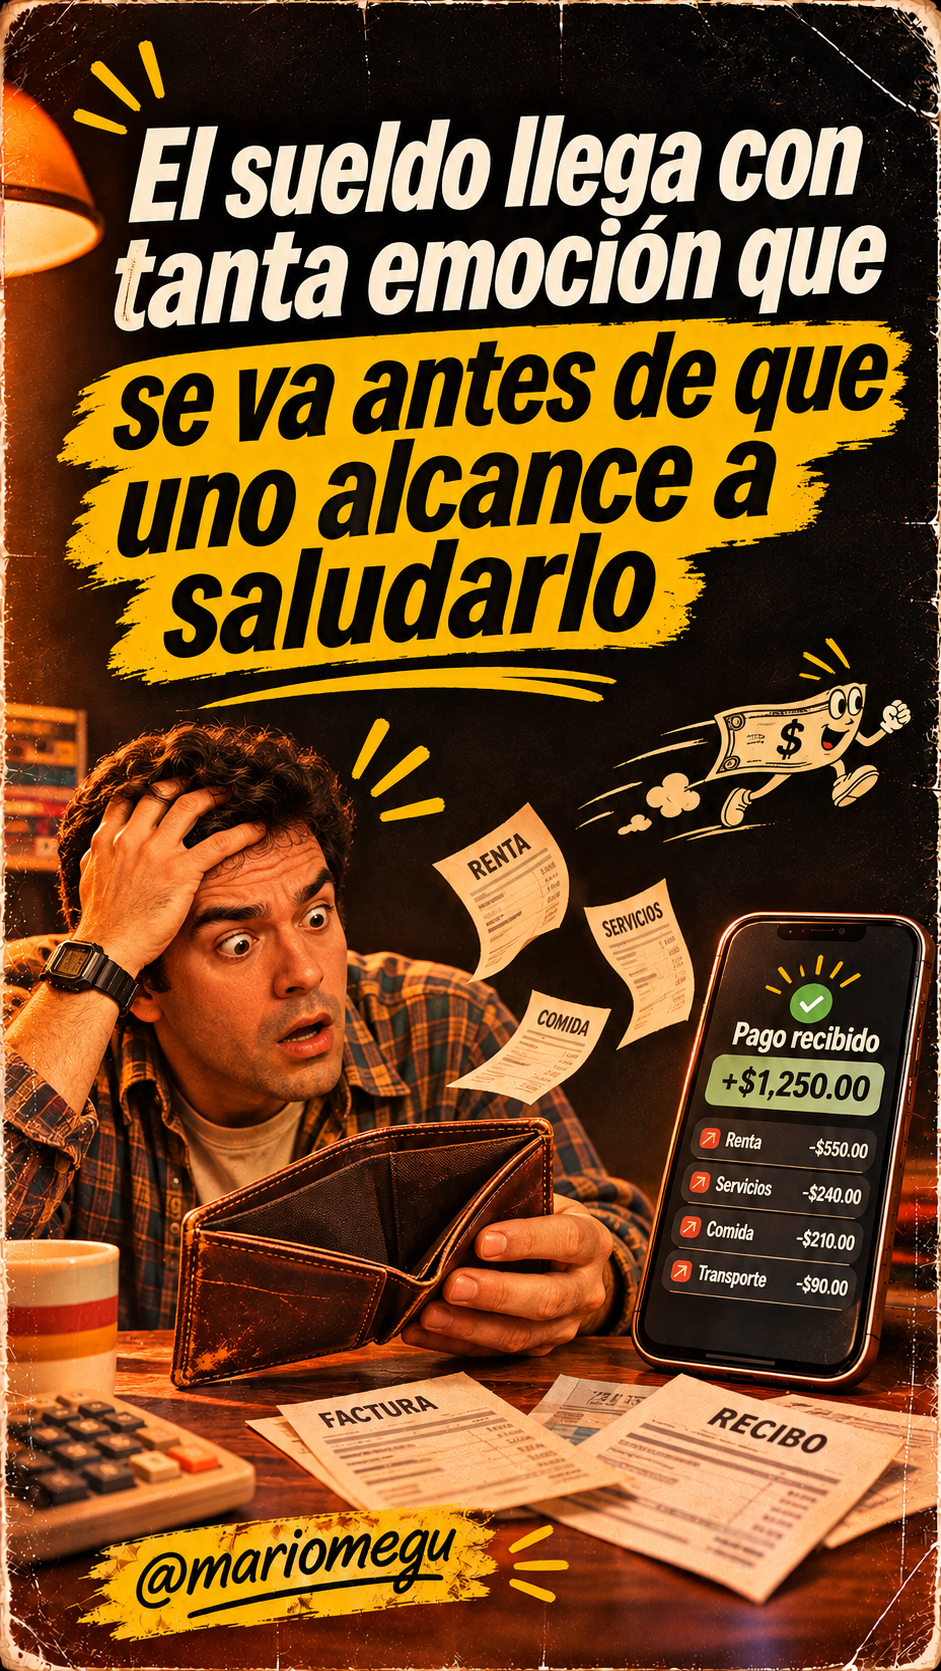 El sueldo llega con
tanta emoción que
se va antes de que
uno alcance a
saludarlo
$
RENTA
SERVICIOS
COMIDA
Pago recibido
+$1,250.00
Renta -$550.00
Servicios -$240.00
Comida -$210.00
Transporte -$90.00
FACTURA
RECIBO
@mariomegu